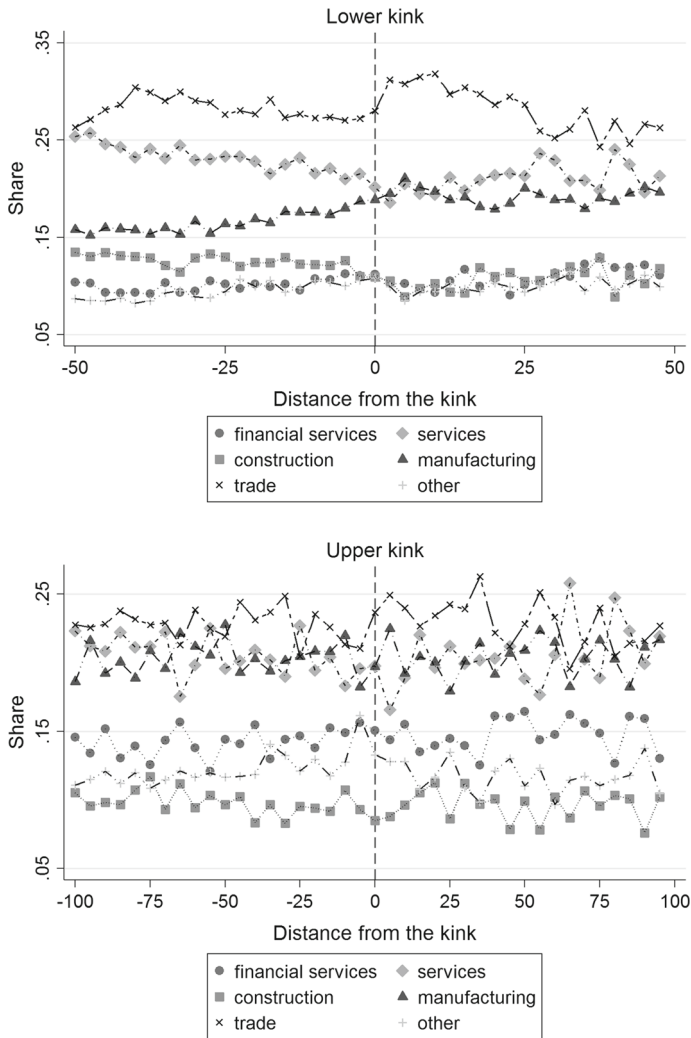 Lower kink
.35
.25
.15
.05
Share
-50 -25 0 25 50
Distance from the kink
financial services services
construction manufacturing
trade other
Upper kink
.25
.15
.05
Share
-100 -75 -50 -25 0 25 50 75 100
Distance from the kink
financial services services
construction manufacturing
trade other